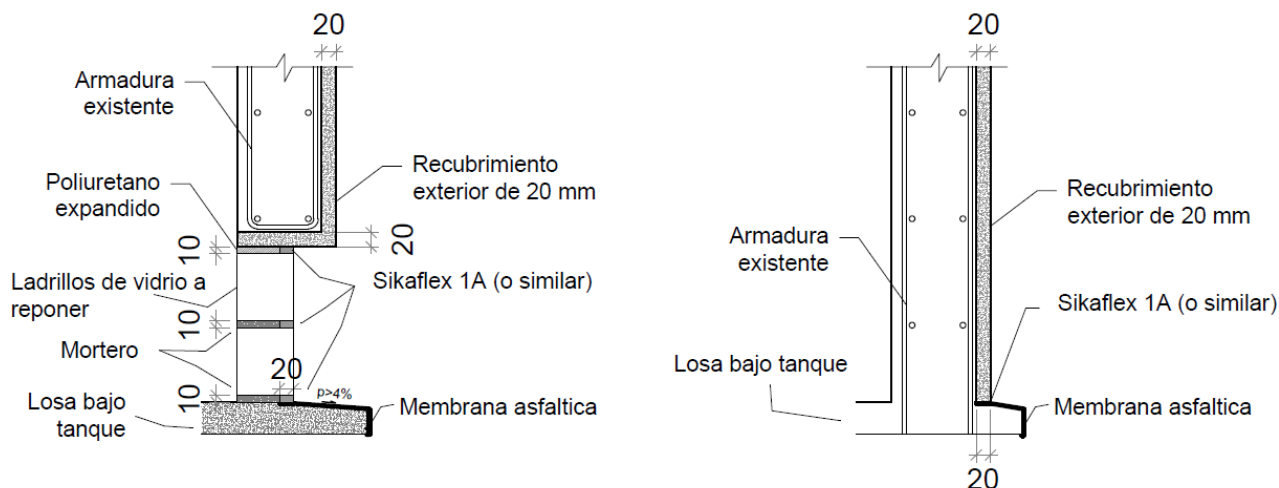 20
Armadura
existente
Poliuretano
expandido
Recubrimiento
exterior de 20 mm
10
20
Ladrillos de vidrio a
reponer
Sikaflex 1A (o similar)
10
Mortero
20
p>4%
10
Losa bajo
tanque
Membrana asfaltica
20
Recubrimiento
exterior de 20 mm
Armadura
existente
Sikaflex 1A (o similar)
Losa bajo tanque
Membrana asfaltica
20